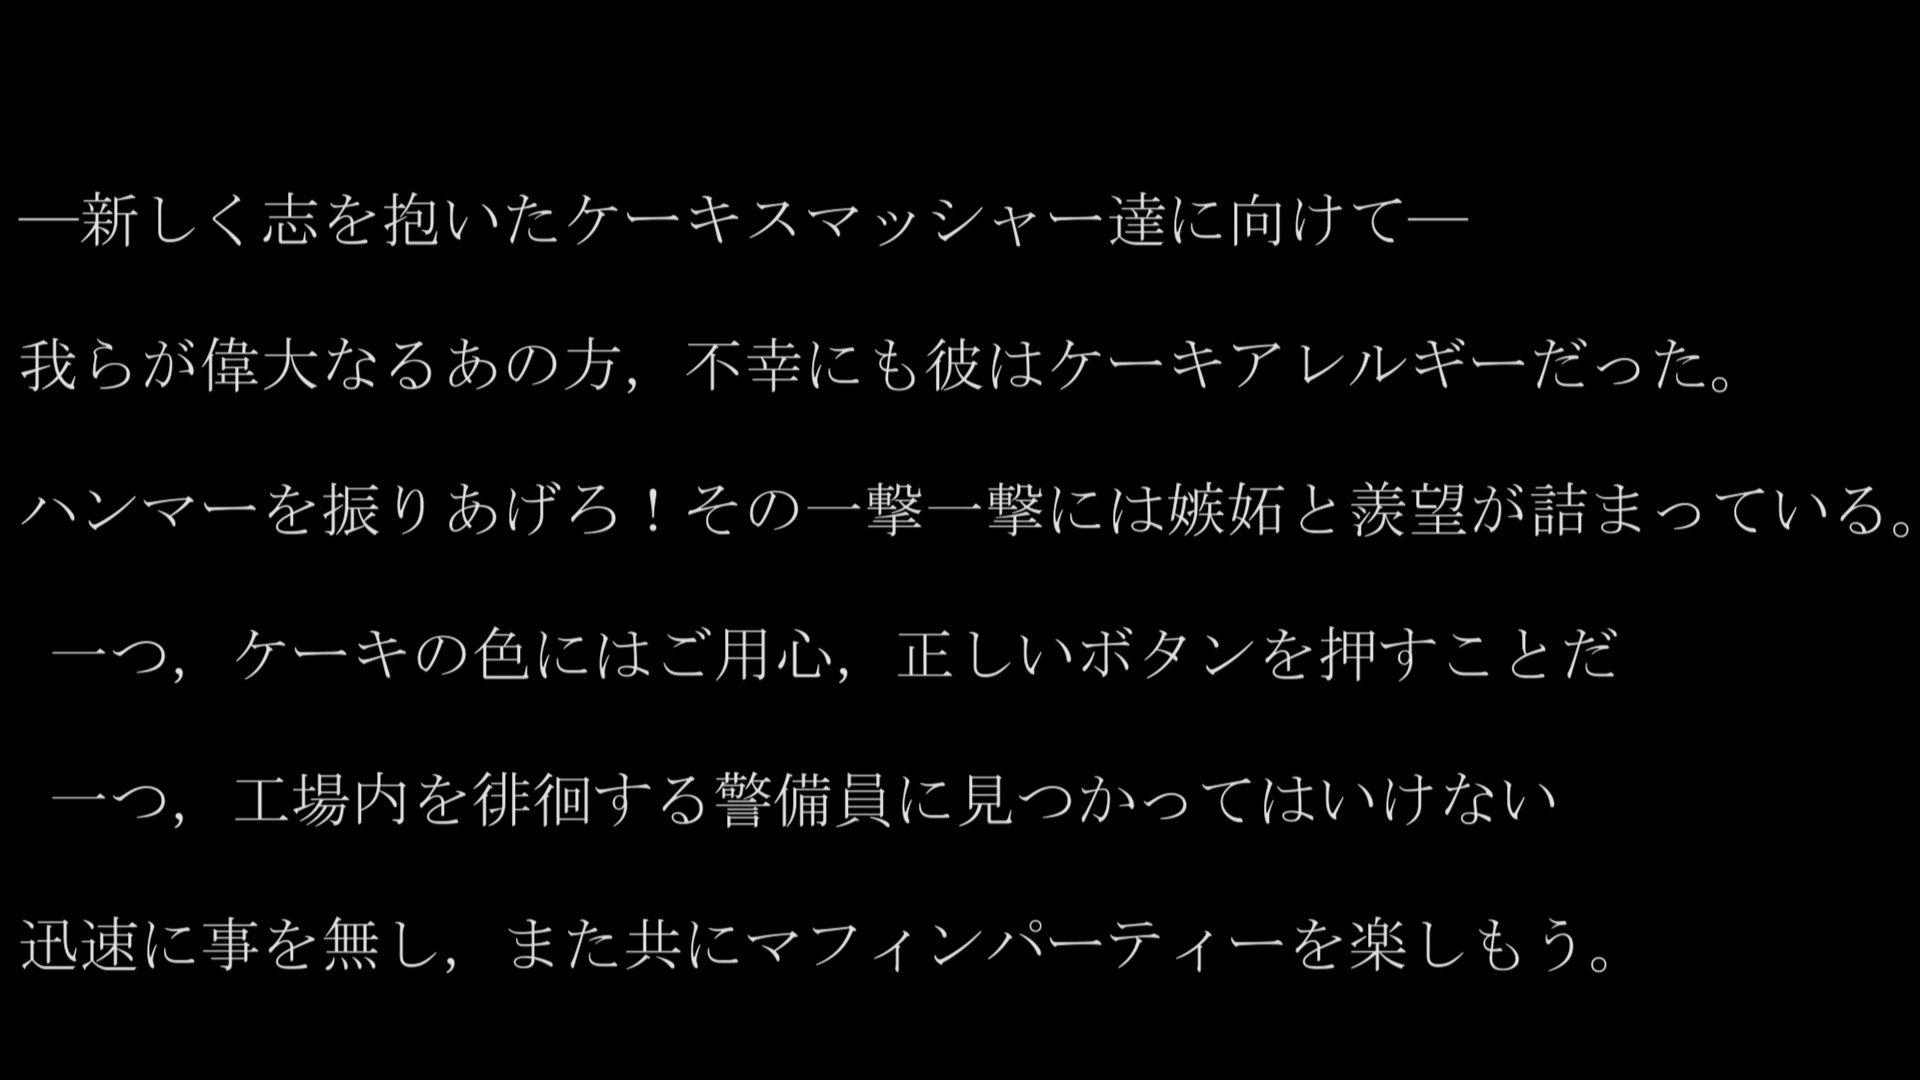 ―新しく志を抱いたケーキスマッシャー達に向けて―
我らが偉大なるあの方，不幸にも彼はケーキアレルギーだった。
ハンマーを振りあげろ！その一撃一撃には嫉妬と羨望が詰まっている。
一つ，ケーキの色にはご用心，正しいボタンを押すことだ
一つ，工場内を徘徊する警備員に見つかってはいけない
迅速に事を無し，また共にマフィンパーティーを楽しもう。